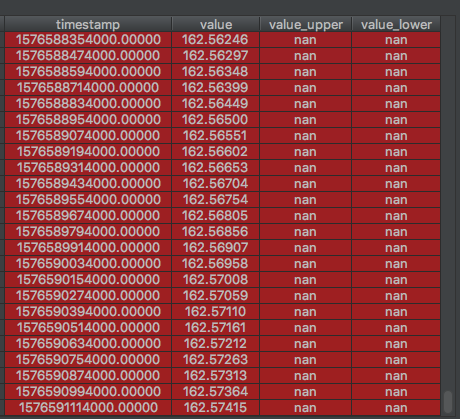 timestamp value value_upper value_lower
1576588354000.00000 162.56246 nan nan
1576588474000.00000 162.56297 nan nan
1576588594000.00000 162.56348 nan nan
1576588714000.00000 162.56399 nan nan
1576588834000.00000 162.56449 nan nan
1576588954000.00000 162.56500 nan nan
1576589074000.00000 162.56551 nan nan
1576589194000.00000 162.56602 nan nan
1576589314000.00000 162.56653 nan nan
1576589434000.00000 162.56704 nan nan
1576589554000.00000 162.56754 nan nan
1576589674000.00000 162.56805 nan nan
1576589794000.00000 162.56856 nan nan
1576589914000.00000 162.56907 nan nan
1576590034000.00000 162.56958 nan nan
1576590154000.00000 162.57008 nan nan
1576590274000.00000 162.57059 nan nan
1576590394000.00000 162.57110 nan nan
1576590514000.00000 162.57161 nan nan
1576590634000.00000 162.57212 nan nan
1576590754000.00000 162.57263 nan nan
1576590874000.00000 162.57313 nan nan
1576590994000.00000 162.57364 nan nan
1576591114000.00000 162.57415 nan nan